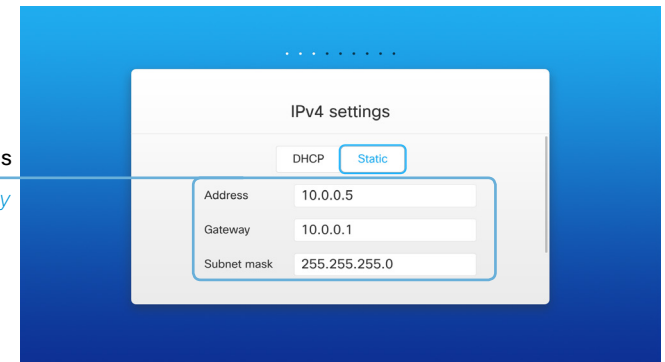 IPv4 settings
DHCP Static
s
y
Address 10.0.0.5
Gateway 10.0.0.1
Subnet mask 255.255.255.0